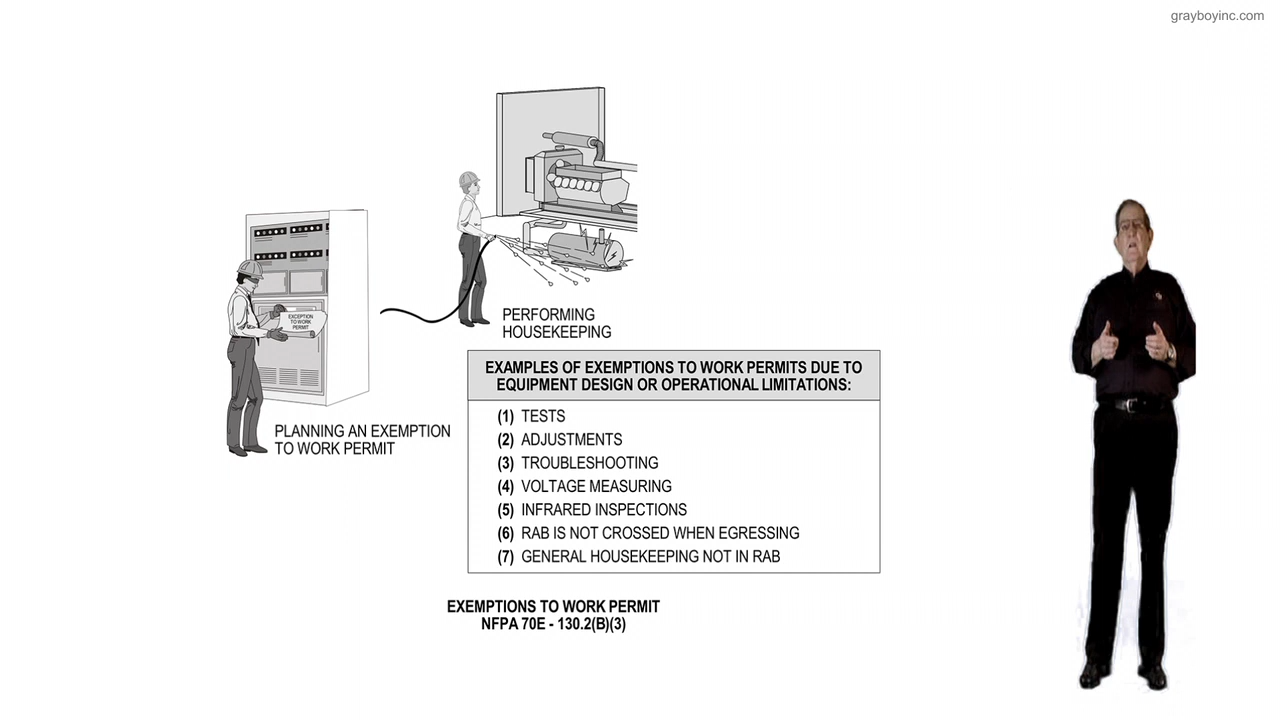 grayboyinc.com
EXCEPTION
TO WORK
PERMIT
PERFORMING
HOUSEKEEPING
PLANNING AN EXEMPTION
TO WORK PERMIT
EXAMPLES OF EXEMPTIONS TO WORK PERMITS DUE TO
EQUIPMENT DESIGN OR OPERATIONAL LIMITATIONS:
(1) TESTS
(2) ADJUSTMENTS
(3) TROUBLESHOOTING
(4) VOLTAGE MEASURING
(5) INFRARED INSPECTIONS
(6) RAB IS NOT CROSSED WHEN EGRESSING
(7) GENERAL HOUSEKEEPING NOT IN RAB
EXEMPTIONS TO WORK PERMIT
NFPA 70E - 130.2(B)(3)